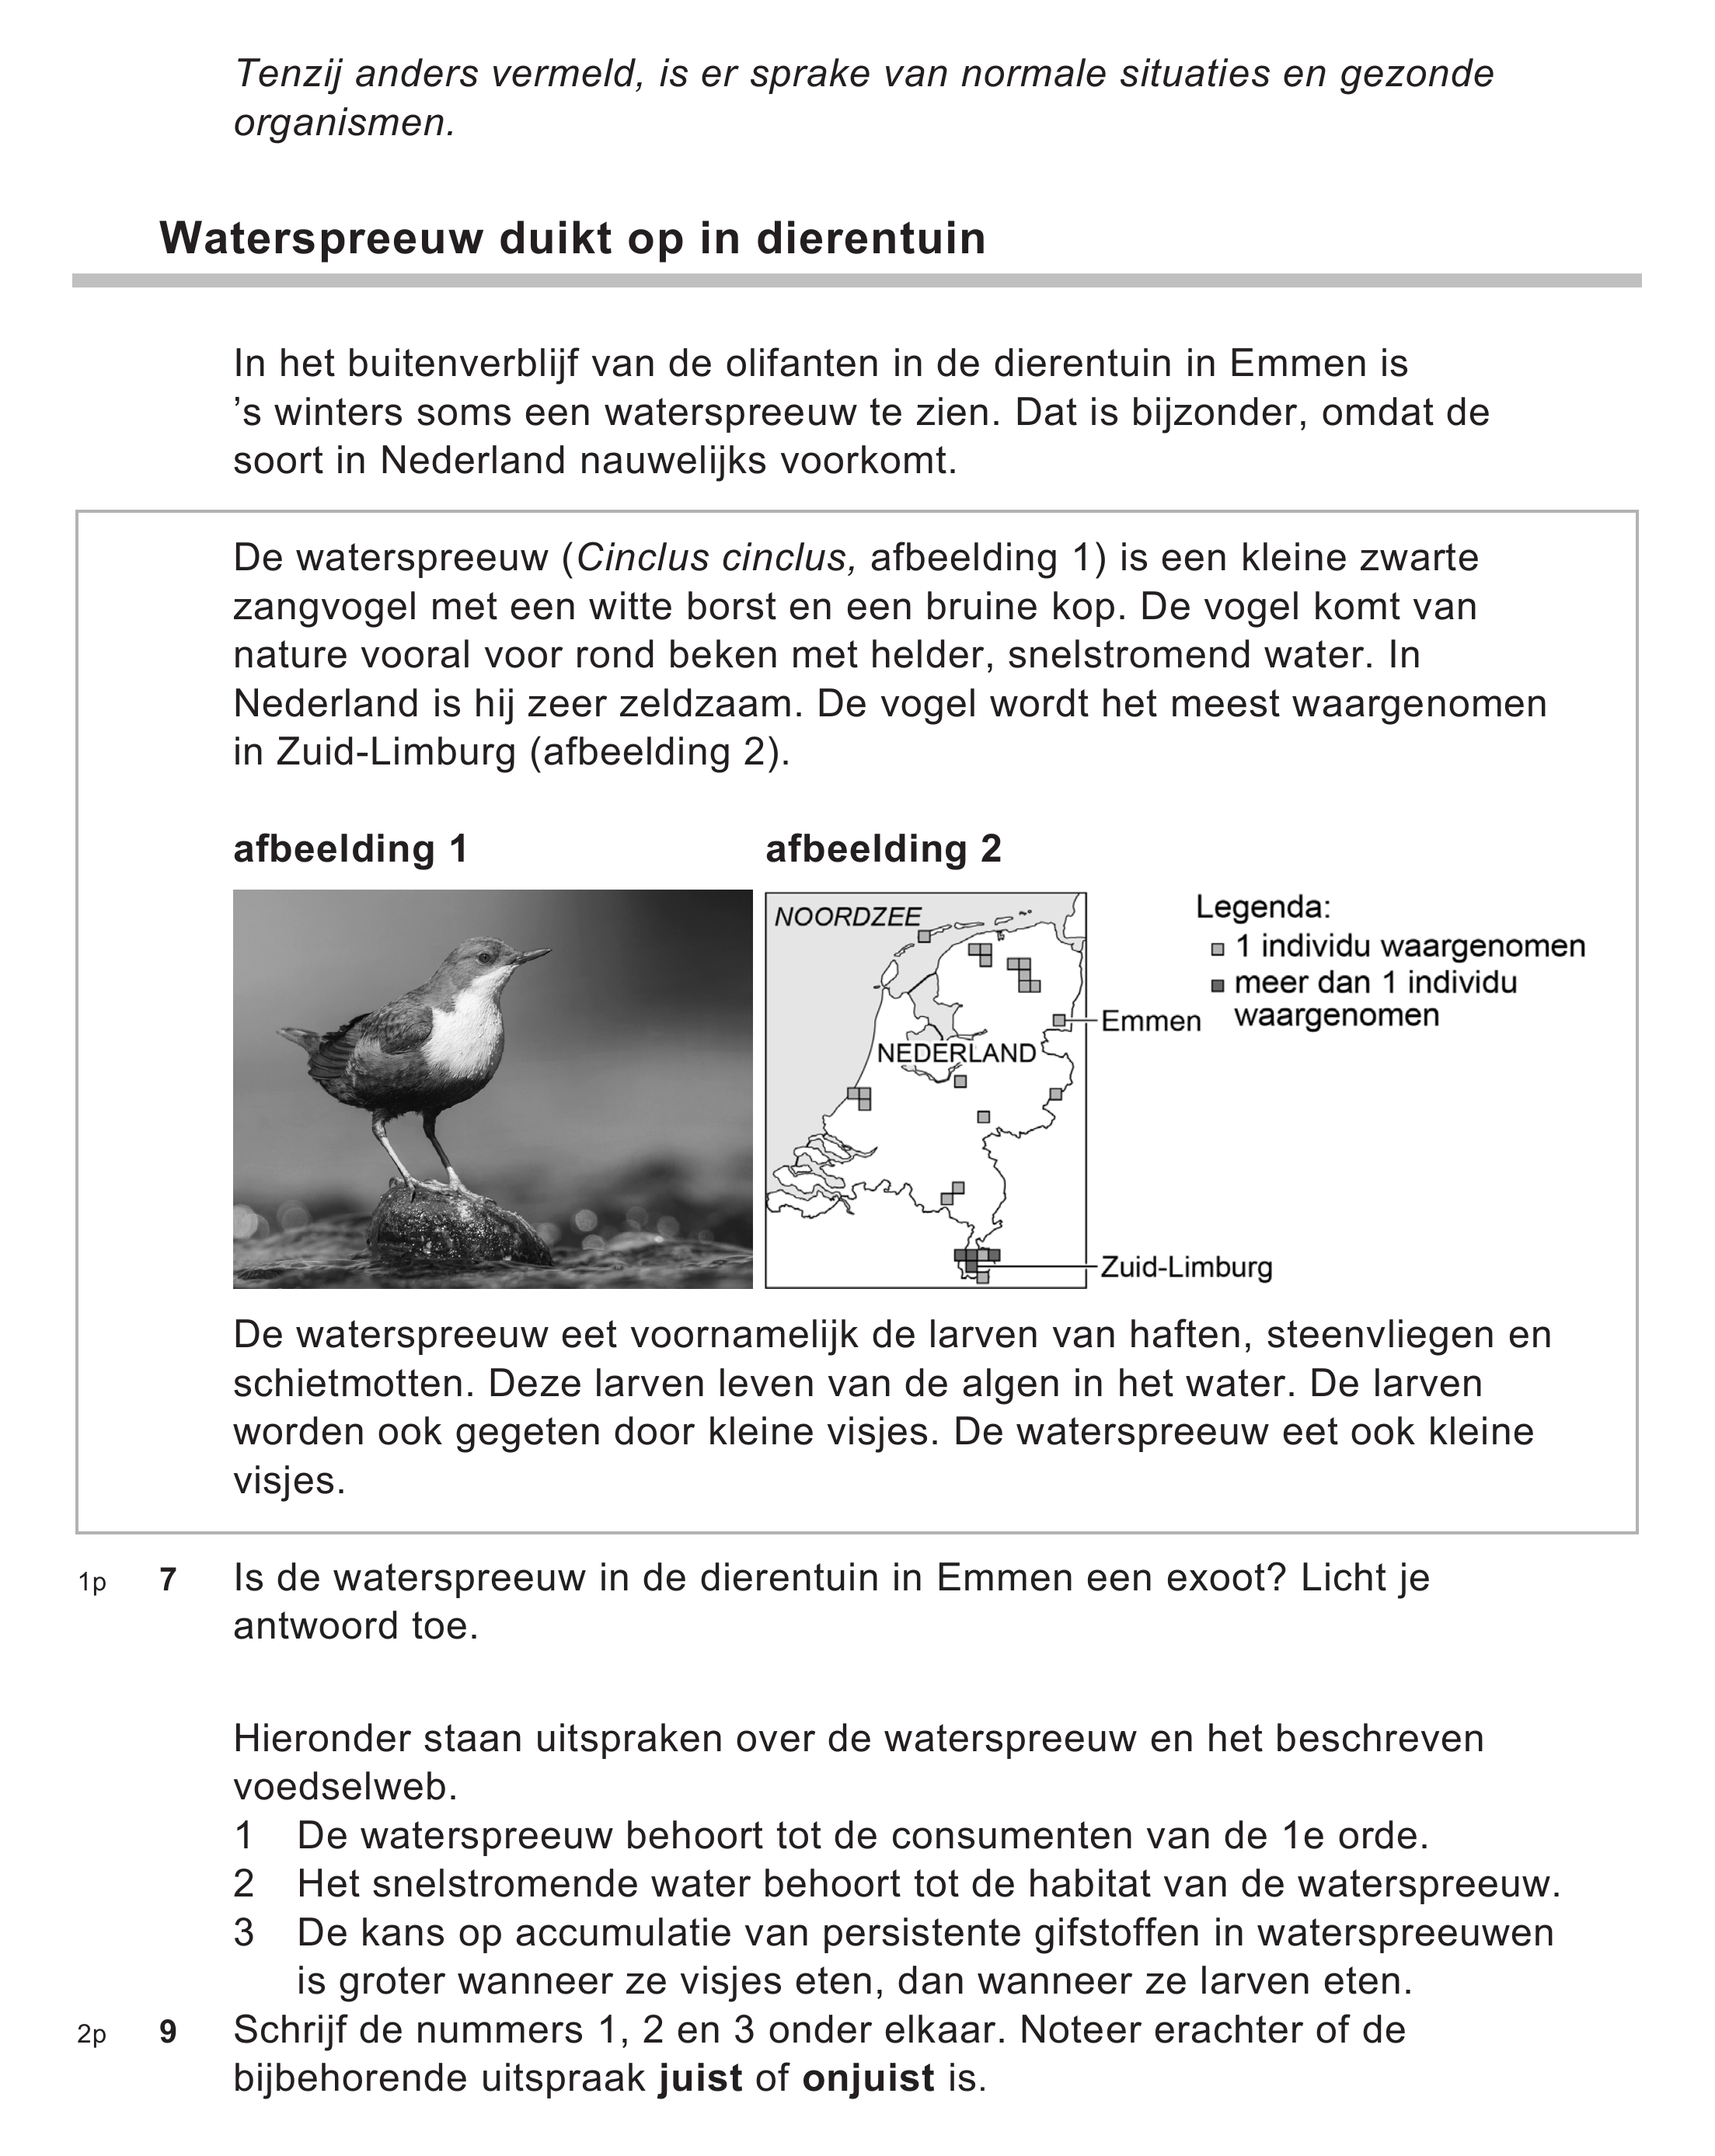 Tenzij anders vermeld, is er sprake van normale situaties en gezonde
organismen.
Waterspreeuw duikt op in dierentuin
In het buitenverblijf van de olifanten in de dierentuin in Emmen is
’s winters soms een waterspreeuw te zien. Dat is bijzonder, omdat de
soort in Nederland nauwelijks voorkomt.
De waterspreeuw (Cinclus cinclus, afbeelding 1) is een kleine zwarte
zangvogel met een witte borst en een bruine kop. De vogel komt van
nature vooral voor rond beken met helder, snelstromend water. In
Nederland is hij zeer zeldzaam. De vogel wordt het meest waargenomen
in Zuid-Limburg (afbeelding 2).
afbeelding 1
afbeelding 2
NOORDZEE
NEDERLAND
Emmen
Zuid-Limburg
Legenda:
1 individu waargenomen
meer dan 1 individu
waargenomen
De waterspreeuw eet voornamelijk de larven van haften, steenvliegen en
schietmotten. Deze larven leven van de algen in het water. De larven
worden ook gegeten door kleine visjes. De waterspreeuw eet ook kleine
visjes.
1p 7 Is de waterspreeuw in de dierentuin in Emmen een exoot? Licht je
antwoord toe.
Hieronder staan uitspraken over de waterspreeuw en het beschreven
voedselweb.
1 De waterspreeuw behoort tot de consumenten van de 1e orde.
2 Het snelstromende water behoort tot de habitat van de waterspreeuw.
3 De kans op accumulatie van persistente gifstoffen in waterspreeuwen
is groter wanneer ze visjes eten, dan wanneer ze larven eten.
2p 9 Schrijf de nummers 1, 2 en 3 onder elkaar. Noteer erachter of de
bijbehorende uitspraak juist of onjuist is.